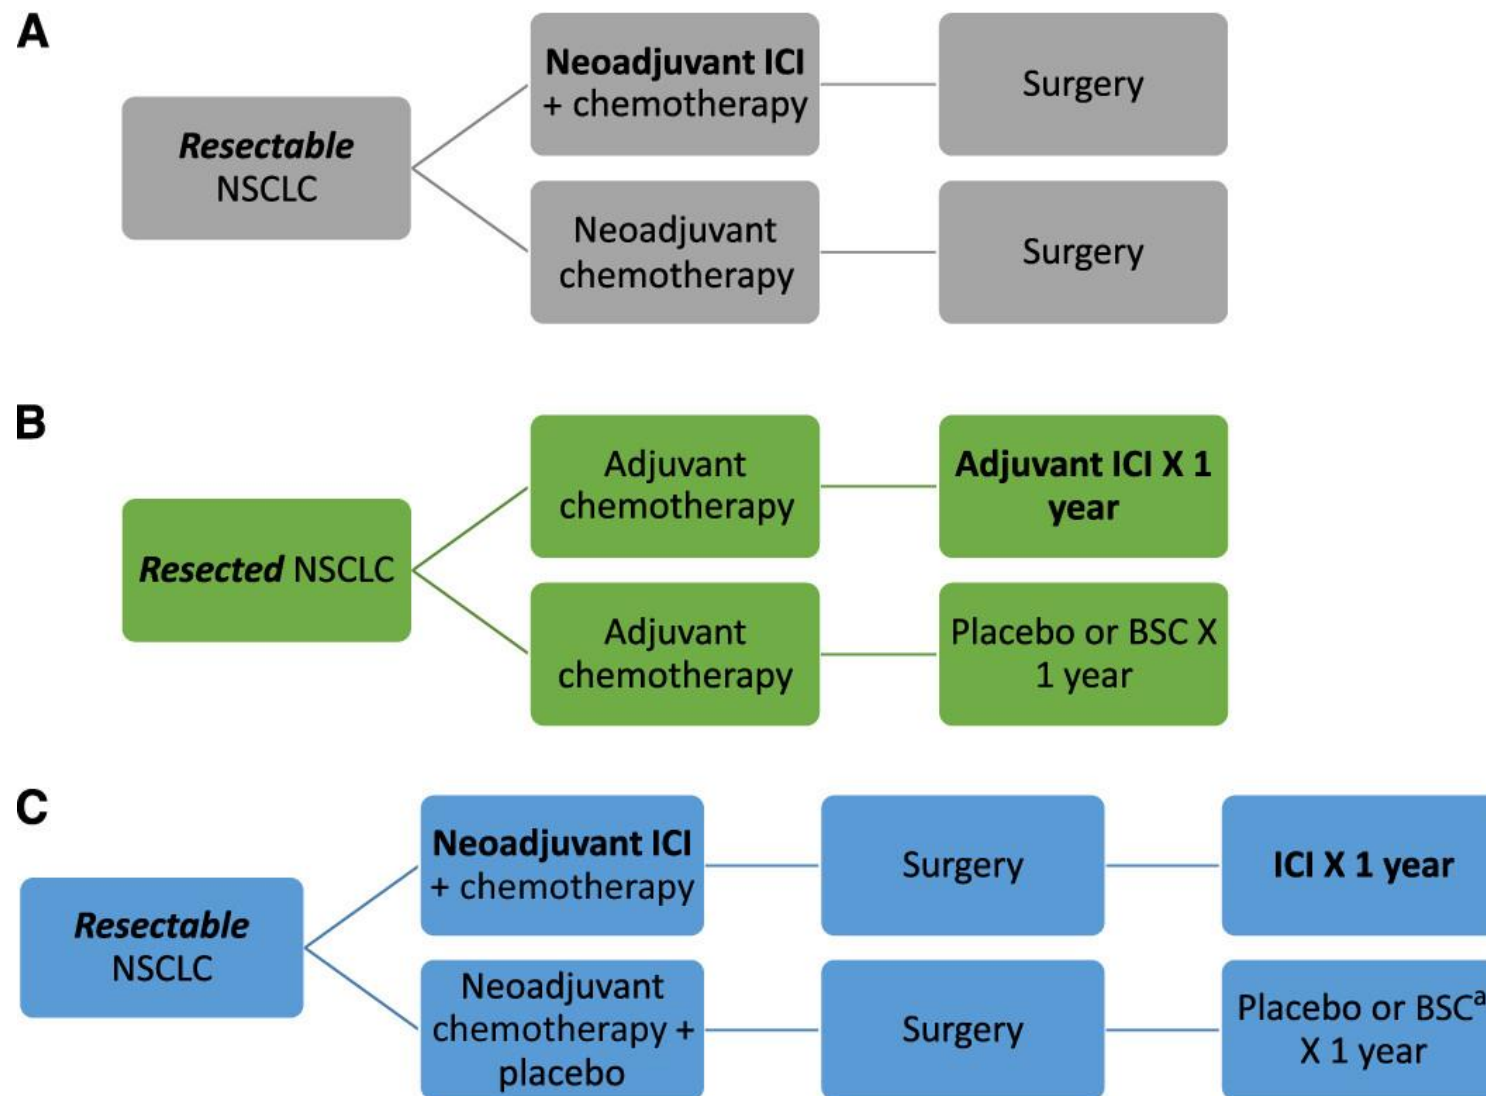 A
Resectable
NSCLC
Neoadjuvant ICI
+ chemotherapy
Surgery
Neoadjuvant
chemotherapy
Surgery
B
Resected NSCLC
Adjuvant
chemotherapy
Adjuvant ICI X 1
year
Adjuvant
chemotherapy
Placebo or BSC X
1 year
C
Resectable
NSCLC
Neoadjuvant ICI
+ chemotherapy
Surgery
ICI X 1 year
Neoadjuvant
chemotherapy +
placebo
Surgery
Placebo or BSCa
X 1 year